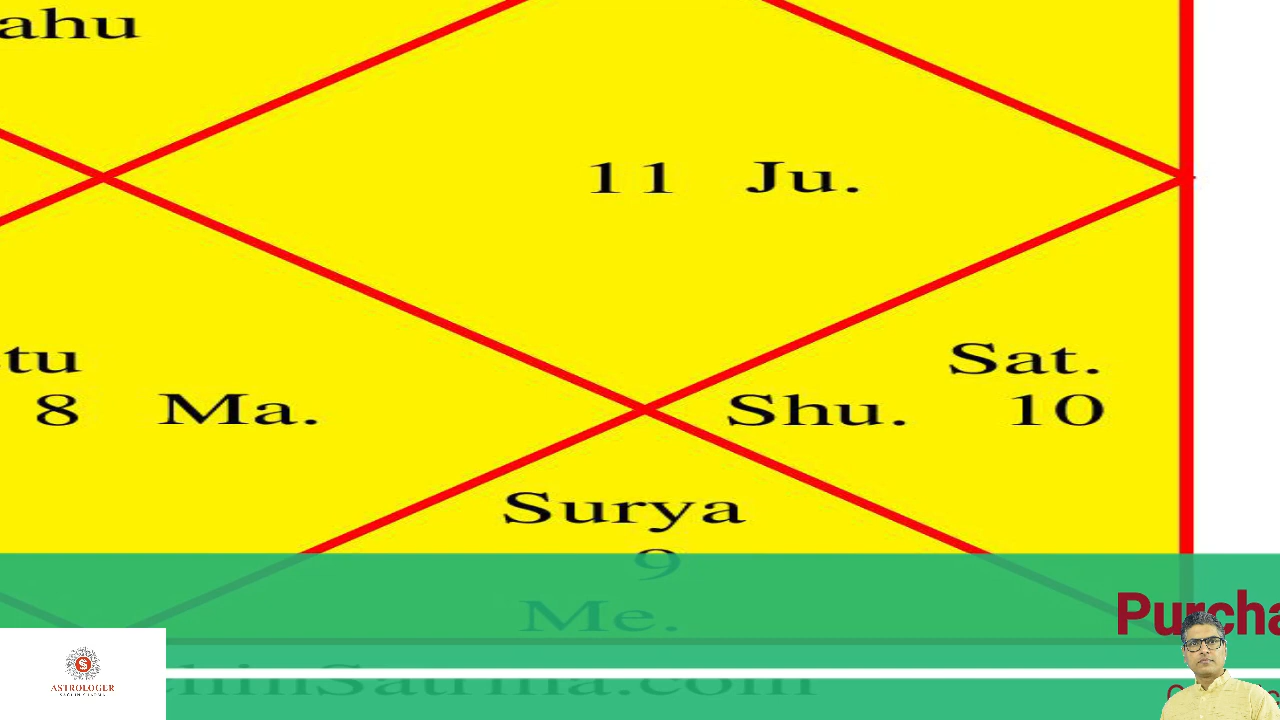 ahu
11 Ju.
tu
Sat.
8 Ma.
Shu. 10
Surya
9
Me.
Purcha
ASTROLOGER